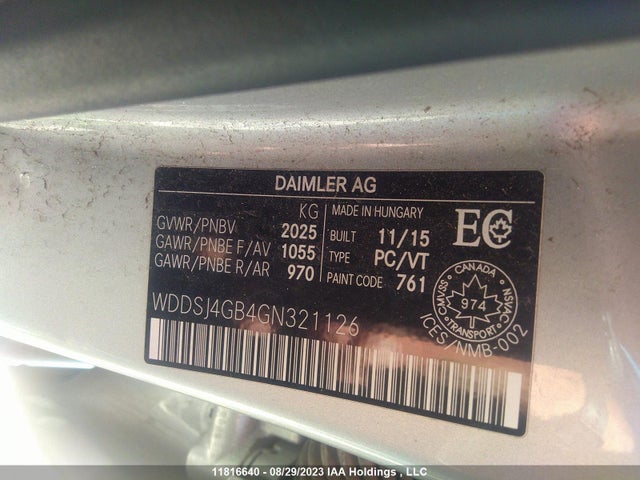 DAIMLER AG
KG
GVWR/PNBV 2025
GAWR/PNBE F/AV 1055
GAWR/PNBE R/AR 970
MADE IN HUNGARY
BUILT 11/15
TYPE PC/VT
PAINT CODE 761
EC
CANADA
CMVSS 974 NSVAC
TRANSPORT
ICES/NMB-002
WDDSJ4GB4GN321126
11816640 - 08/29/2023 IAA Holdings , LLC